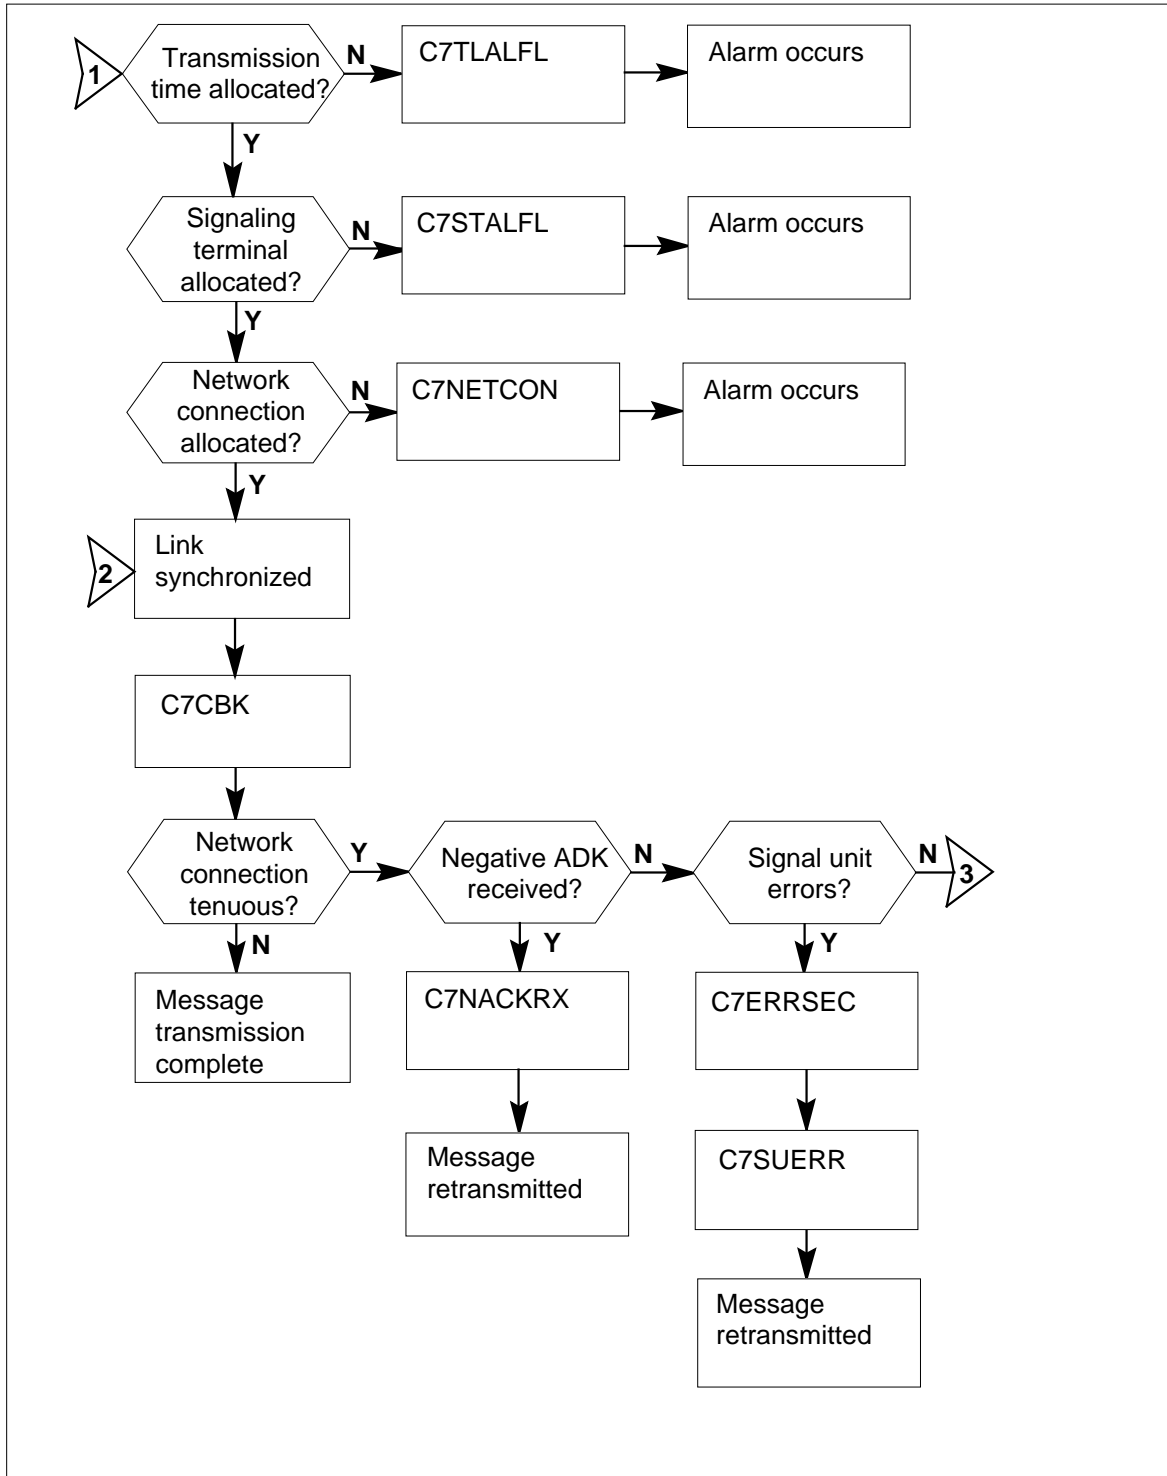 1
Transmission
time allocated?
N
C7TLALFL
Alarm occurs
Y
Signaling
terminal
allocated?
N
C7STALFL
Alarm occurs
Y
Network
connection
allocated?
N
C7NETCON
Alarm occurs
Y
2
Link
synchronized
C7CBK
Network
connection
tenuous?
Y
Negative ADK
received?
N
Signal unit
errors?
N
3
N
Y
Y
Message
transmission
complete
C7NACKRX
C7ERRSEC
Message
retransmitted
C7SUERR
Message
retransmitted